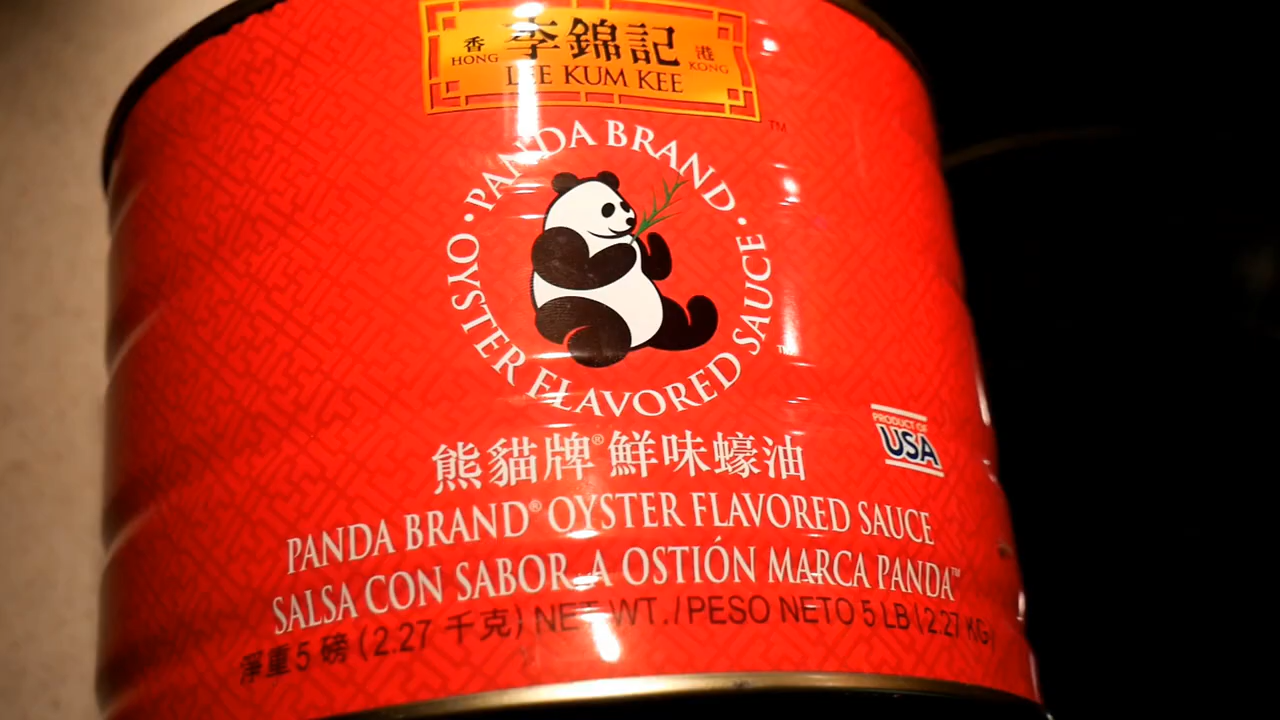 香 李錦記 港
HONG LEE KUM KEE KONG
TM
PANDA BRAND
· OYSTER FLAVORED SAUCE ·
TM
PRODUCT OF
USA
熊貓牌® 鮮味蠔油
PANDA BRAND® OYSTER FLAVORED SAUCE
SALSA CON SABOR A OSTIÓN MARCA PANDA™
淨重5 磅 (2.27 千克) NET WT./PESO NETO 5 LB (2.27 KG)